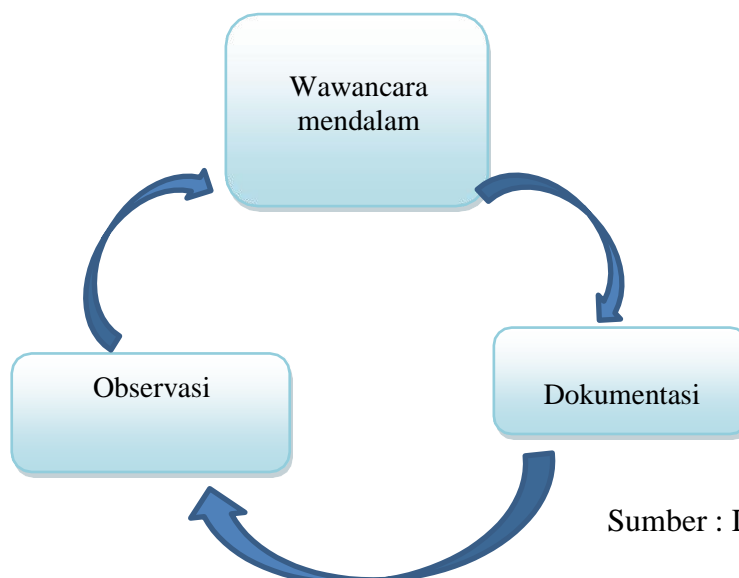 Wawancara
mendalam
Observasi
Dokumentasi
Sumber :